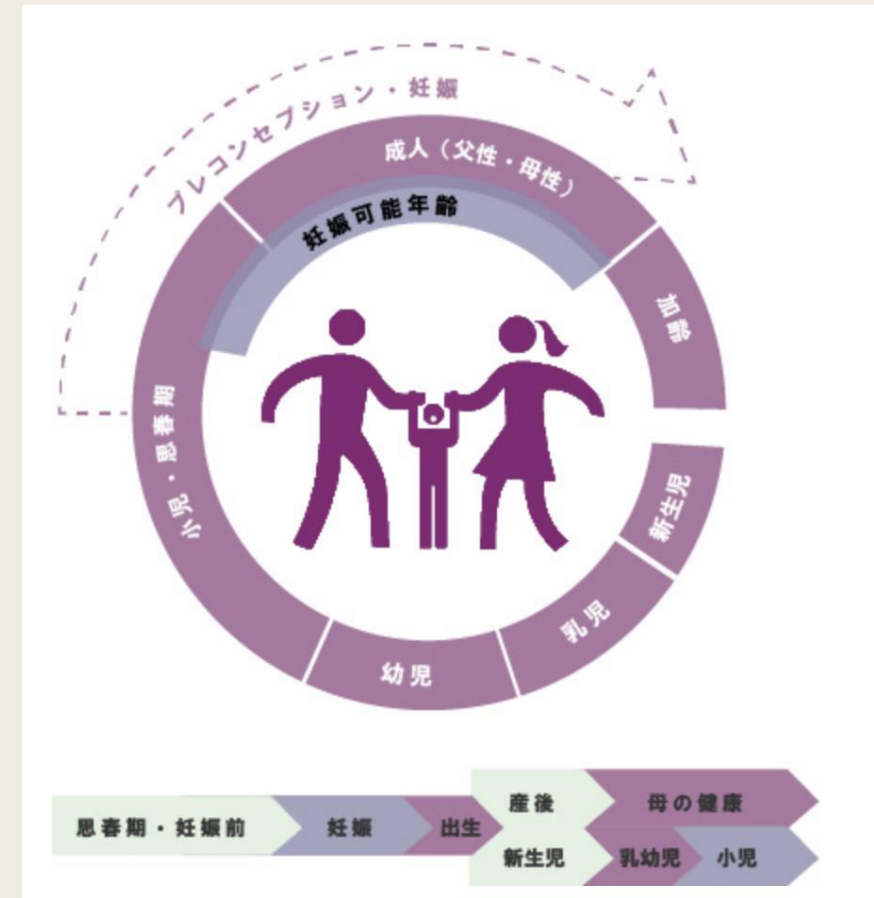 プレコンセプション・妊娠
成人（父性・母性）
妊娠可能年齢
加齢
小児・思春期
新生児
乳児
幼児
思春期・妊娠前
妊娠
出生
産後
母の健康
新生児
乳幼児
小児